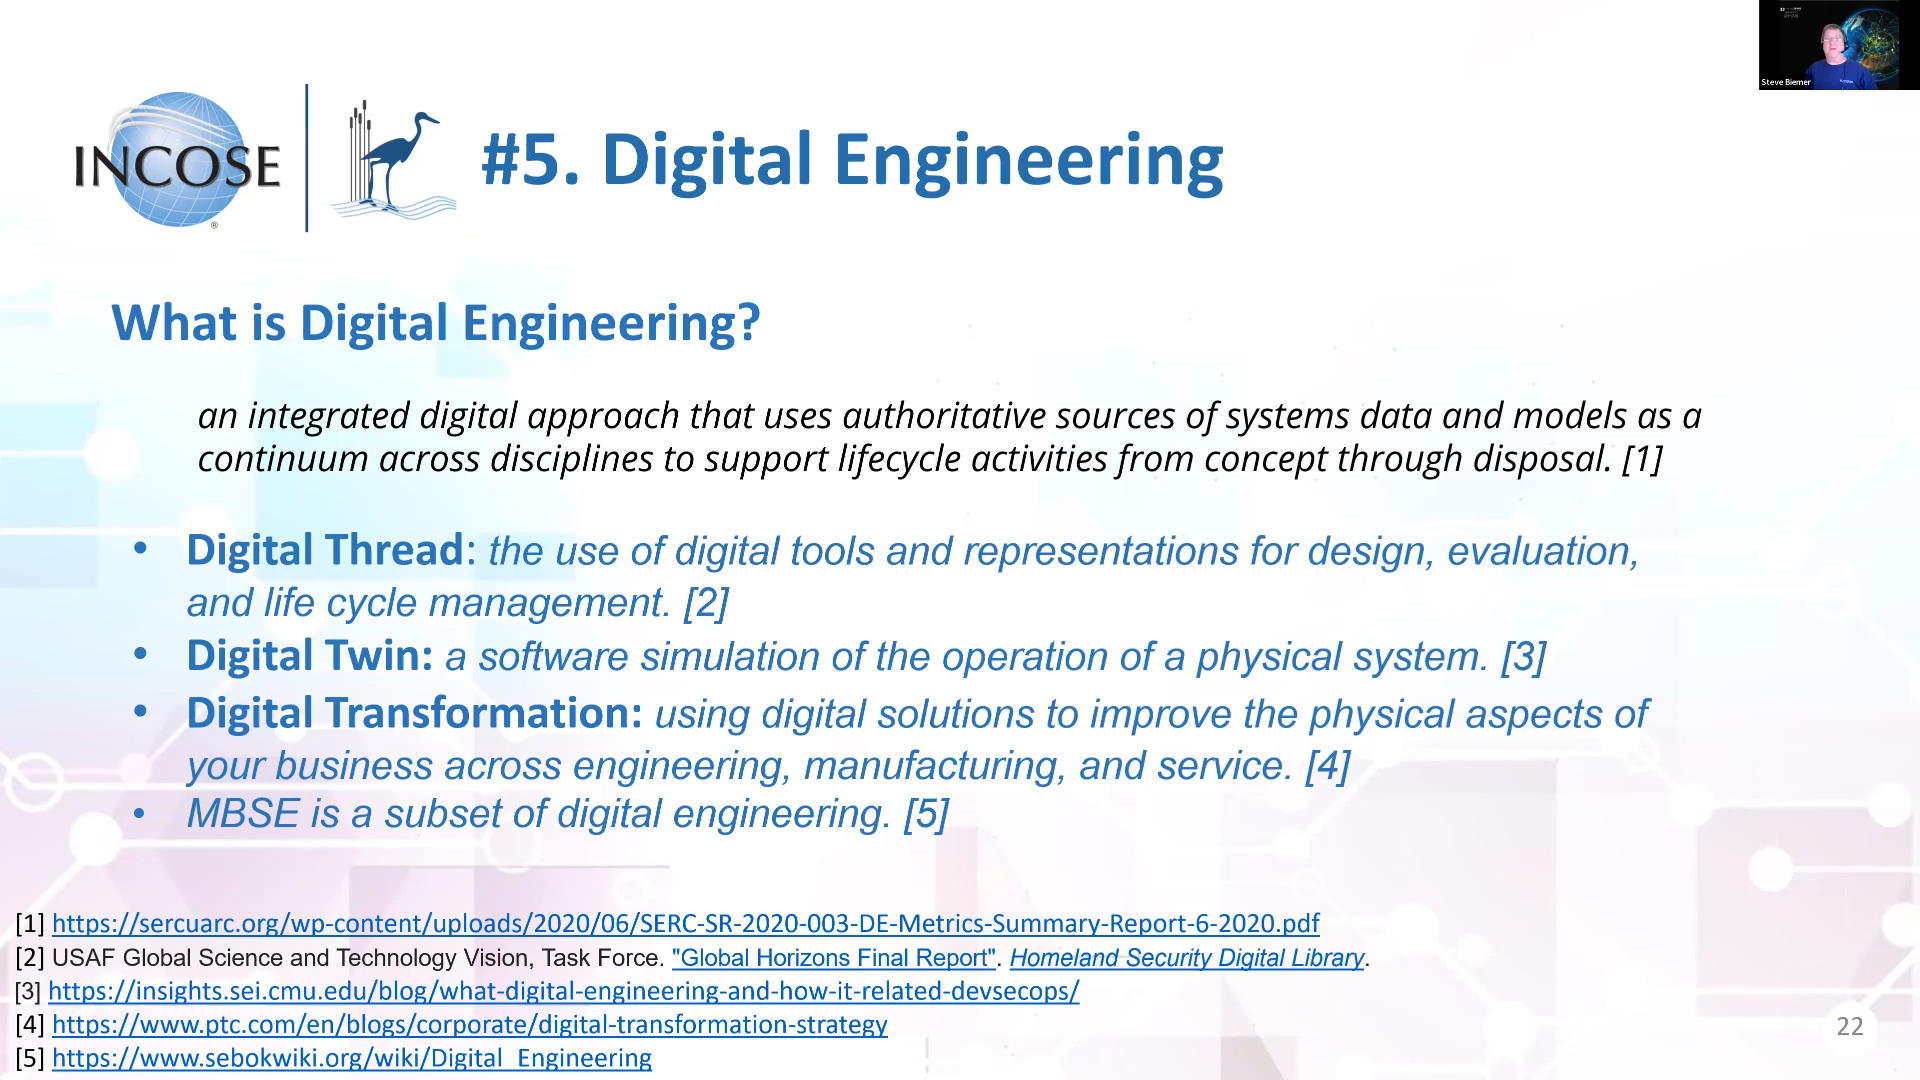 Steve Biemer
INCOSE
®
#5. Digital Engineering
What is Digital Engineering?
an integrated digital approach that uses authoritative sources of systems data and models as a
continuum across disciplines to support lifecycle activities from concept through disposal. [1]
• Digital Thread: the use of digital tools and representations for design, evaluation,
and life cycle management. [2]
• Digital Twin: a software simulation of the operation of a physical system. [3]
• Digital Transformation: using digital solutions to improve the physical aspects of
your business across engineering, manufacturing, and service. [4]
• MBSE is a subset of digital engineering. [5]
[1] https://sercuarc.org/wp-content/uploads/2020/06/SERC-SR-2020-003-DE-Metrics-Summary-Report-6-2020.pdf
[2] USAF Global Science and Technology Vision, Task Force. "Global Horizons Final Report". Homeland Security Digital Library.
[3] https://insights.sei.cmu.edu/blog/what-digital-engineering-and-how-it-related-devsecops/
[4] https://www.ptc.com/en/blogs/corporate/digital-transformation-strategy
[5] https://www.sebokwiki.org/wiki/Digital_Engineering
22